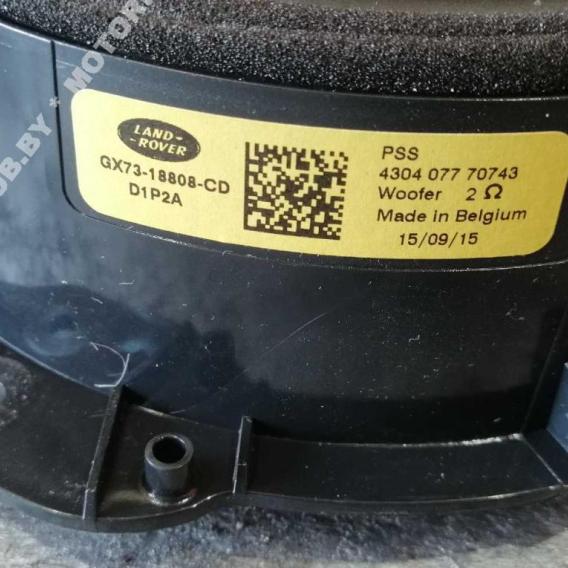 LAND-
-ROVER
GX73-18808-CD
D1P2A
PSS
4304 077 70743
Woofer 2 Ω
Made in Belgium
15/09/15